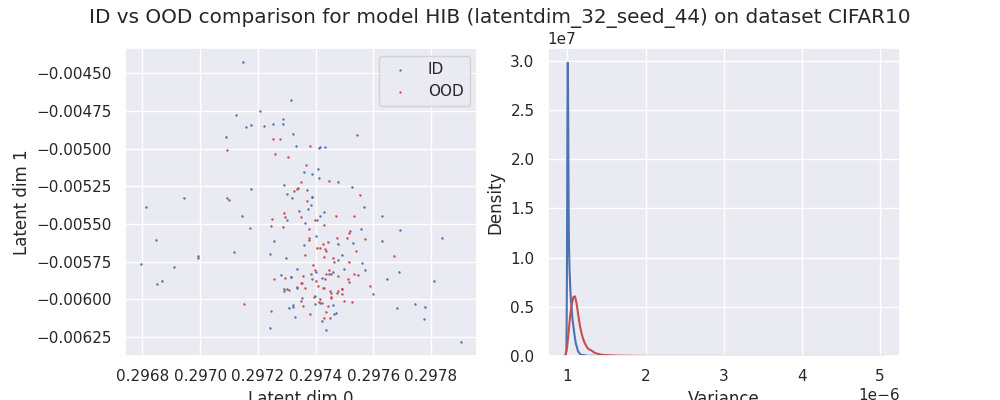 ID vs OOD comparison for model HIB (latentdim_32_seed_44) on dataset CIFAR10
−0.00450
−0.00475
−0.00500
−0.00525
−0.00550
−0.00575
−0.00600
−0.00625
Latent dim 1
0.2968 0.2970 0.2972 0.2974 0.2976 0.2978
Latent dim 0
ID
OOD
1e7
3.0
2.5
2.0
1.5
1.0
0.5
0.0
Density
1 2 3 4 5
1e−6
Variance